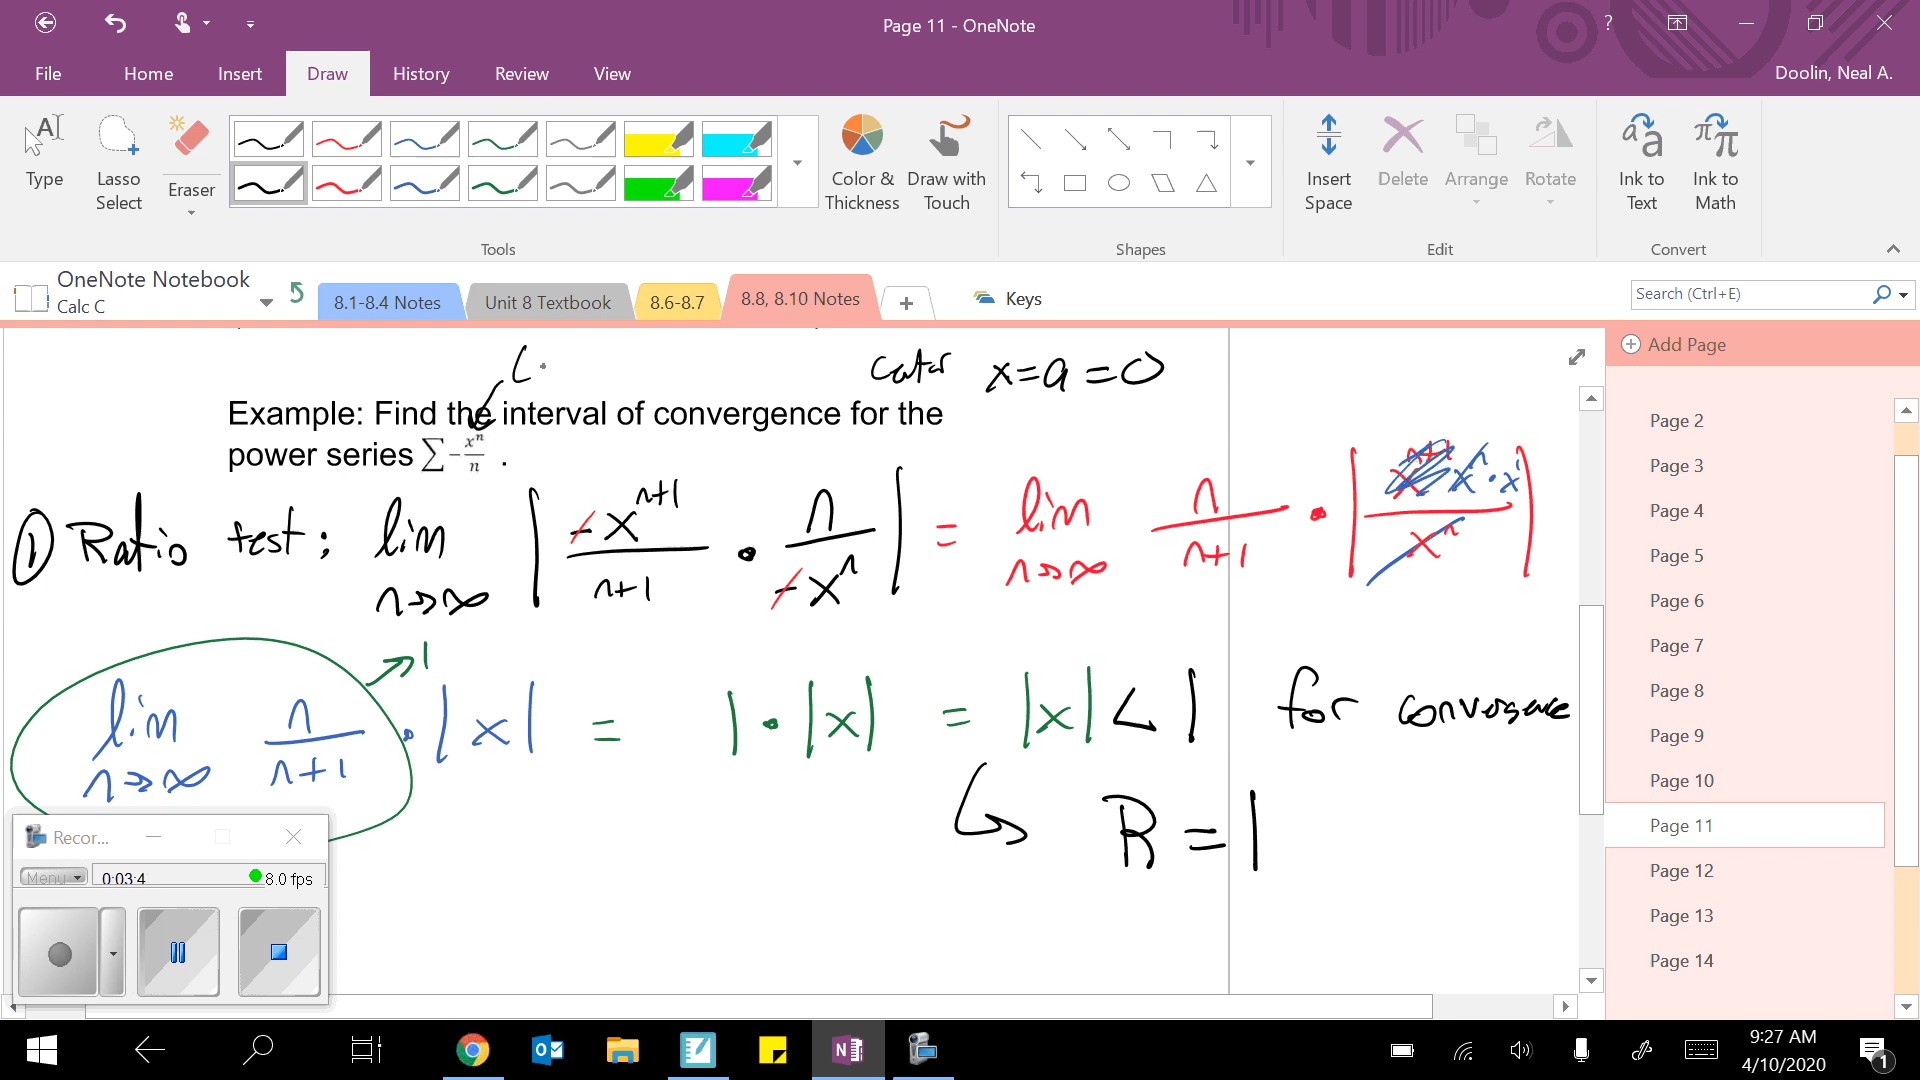 Page 11 - OneNote
?
File Home Insert Draw History Review View
Doolin, Neal A.
Type
Lasso Select
Eraser
Color & Thickness
Draw with Touch
Insert Space
Delete
Arrange
Rotate
Ink to Text
Ink to Math
Tools Shapes Edit Convert
OneNote Notebook
Calc C
8.1-8.4 Notes
Unit 8 Textbook
8.6-8.7
8.8, 8.10 Notes
+
Keys
Search (Ctrl+E)
Add Page
Page 2
Page 3
Page 4
Page 5
Page 6
Page 7
Page 8
Page 9
Page 10
Page 11
Page 12
Page 13
Page 14
x = a = 0
Example: Find the interval of convergence for the
power series ∑ -xⁿ/n .
① Ratio test: lim n→∞ | -xⁿ⁺¹/n+1 · n/-xⁿ | = lim n→∞ n/n+1 · | xⁿ · x¹/xⁿ |
lim n→∞ n/n+1 · |x| = 1 · |x| = |x| < 1 for convergence
→ 1
R = 1
Recor...
Menu
0:03:4
8.0 fps
9:27 AM
4/10/2020
1